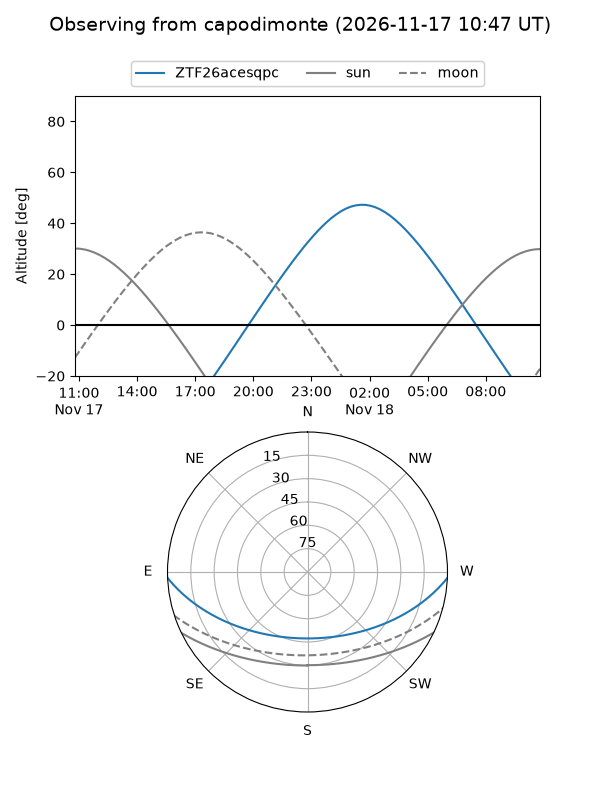 Observing from capodimonte (2026-11-17 10:47 UT)
ZTF26acesqpc sun moon
80
60
40
20
0
−20
Altitude [deg]
11:00 14:00 17:00 20:00 23:00 02:00 05:00 08:00
Nov 17 Nov 18
N
NE NW
15
30
45
60
75
E W
SE SW
S